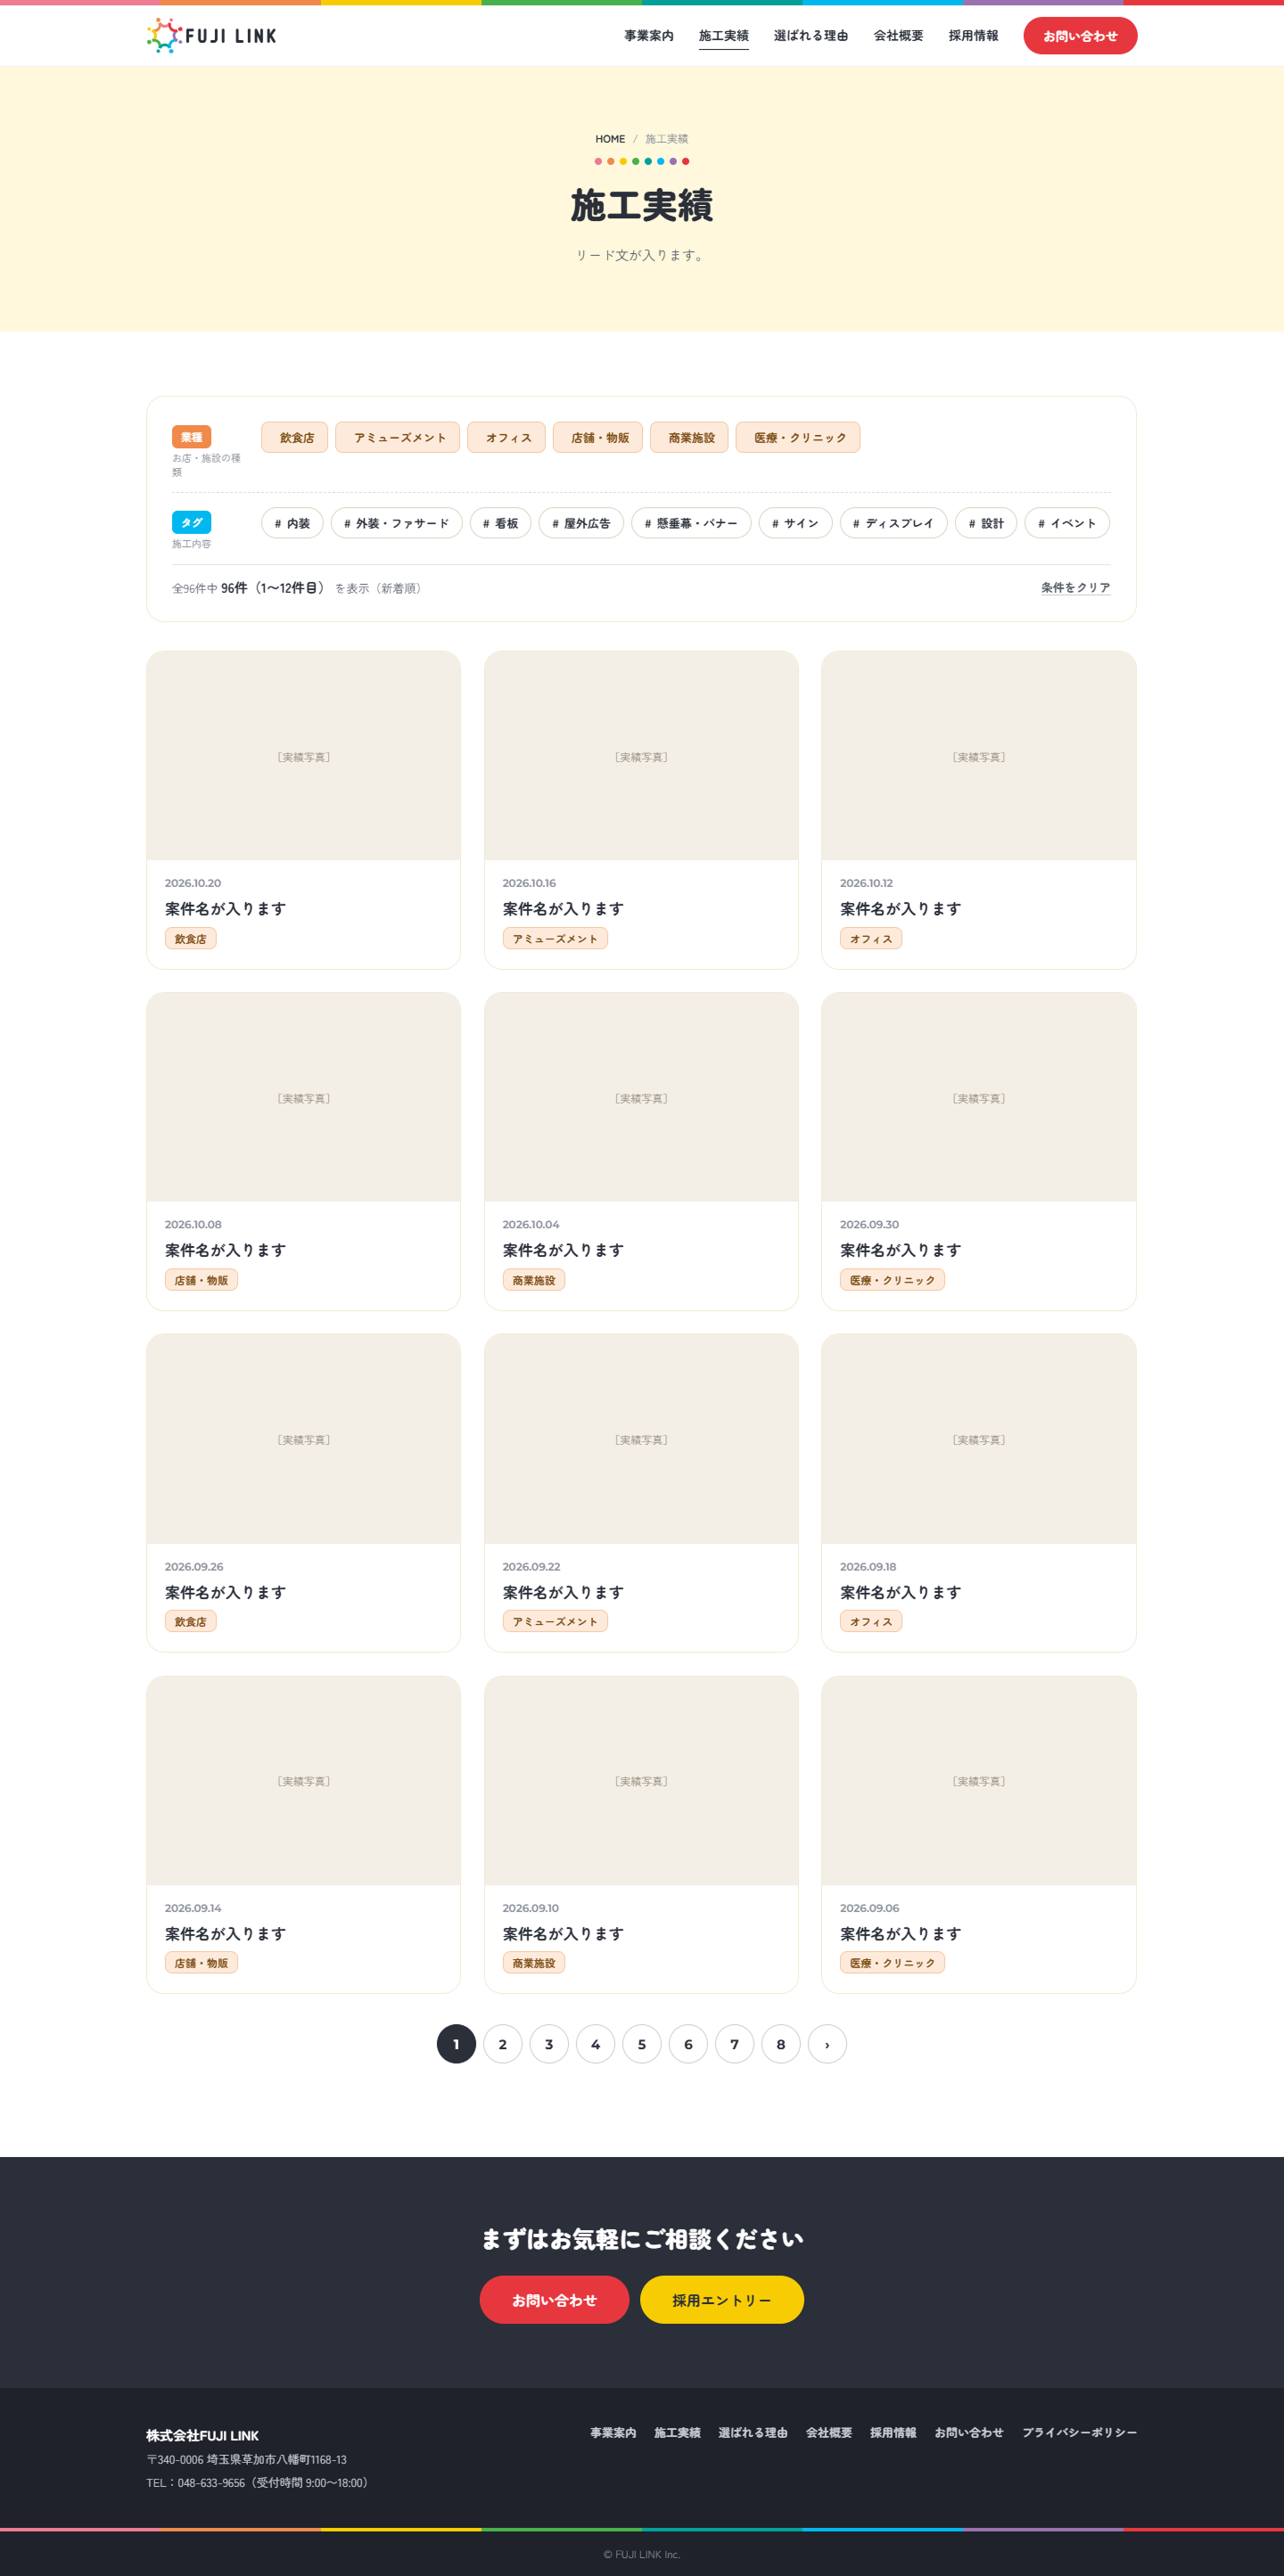 FUJI LINK
事業案内 施工実績 選ばれる理由 会社概要 採用情報 お問い合わせ
HOME / 施工実績
施工実績
リード文が入ります。
業種 飲食店 アミューズメント オフィス 店舗・物販 商業施設 医療・クリニック
お店・施設の種
類
タグ # 内装 # 外装・ファサード # 看板 # 屋外広告 # 懸垂幕・バナー # サイン # ディスプレイ # 設計 # イベント
施工内容
全96件中 96件（1〜12件目） を表示（新着順） 条件をクリア
［実績写真］ ［実績写真］ ［実績写真］
2026.10.20 2026.10.16 2026.10.12
案件名が入ります 案件名が入ります 案件名が入ります
飲食店 アミューズメント オフィス
［実績写真］ ［実績写真］ ［実績写真］
2026.10.08 2026.10.04 2026.09.30
案件名が入ります 案件名が入ります 案件名が入ります
店舗・物販 商業施設 医療・クリニック
［実績写真］ ［実績写真］ ［実績写真］
2026.09.26 2026.09.22 2026.09.18
案件名が入ります 案件名が入ります 案件名が入ります
飲食店 アミューズメント オフィス
［実績写真］ ［実績写真］ ［実績写真］
2026.09.14 2026.09.10 2026.09.06
案件名が入ります 案件名が入ります 案件名が入ります
店舗・物販 商業施設 医療・クリニック
1 2 3 4 5 6 7 8 ›
まずはお気軽にご相談ください
お問い合わせ 採用エントリー
株式会社FUJI LINK
〒340-0006 埼玉県草加市八幡町1168-13
TEL：048-633-9656（受付時間 9:00〜18:00）
事業案内 施工実績 選ばれる理由 会社概要 採用情報 お問い合わせ プライバシーポリシー
© FUJI LINK Inc.